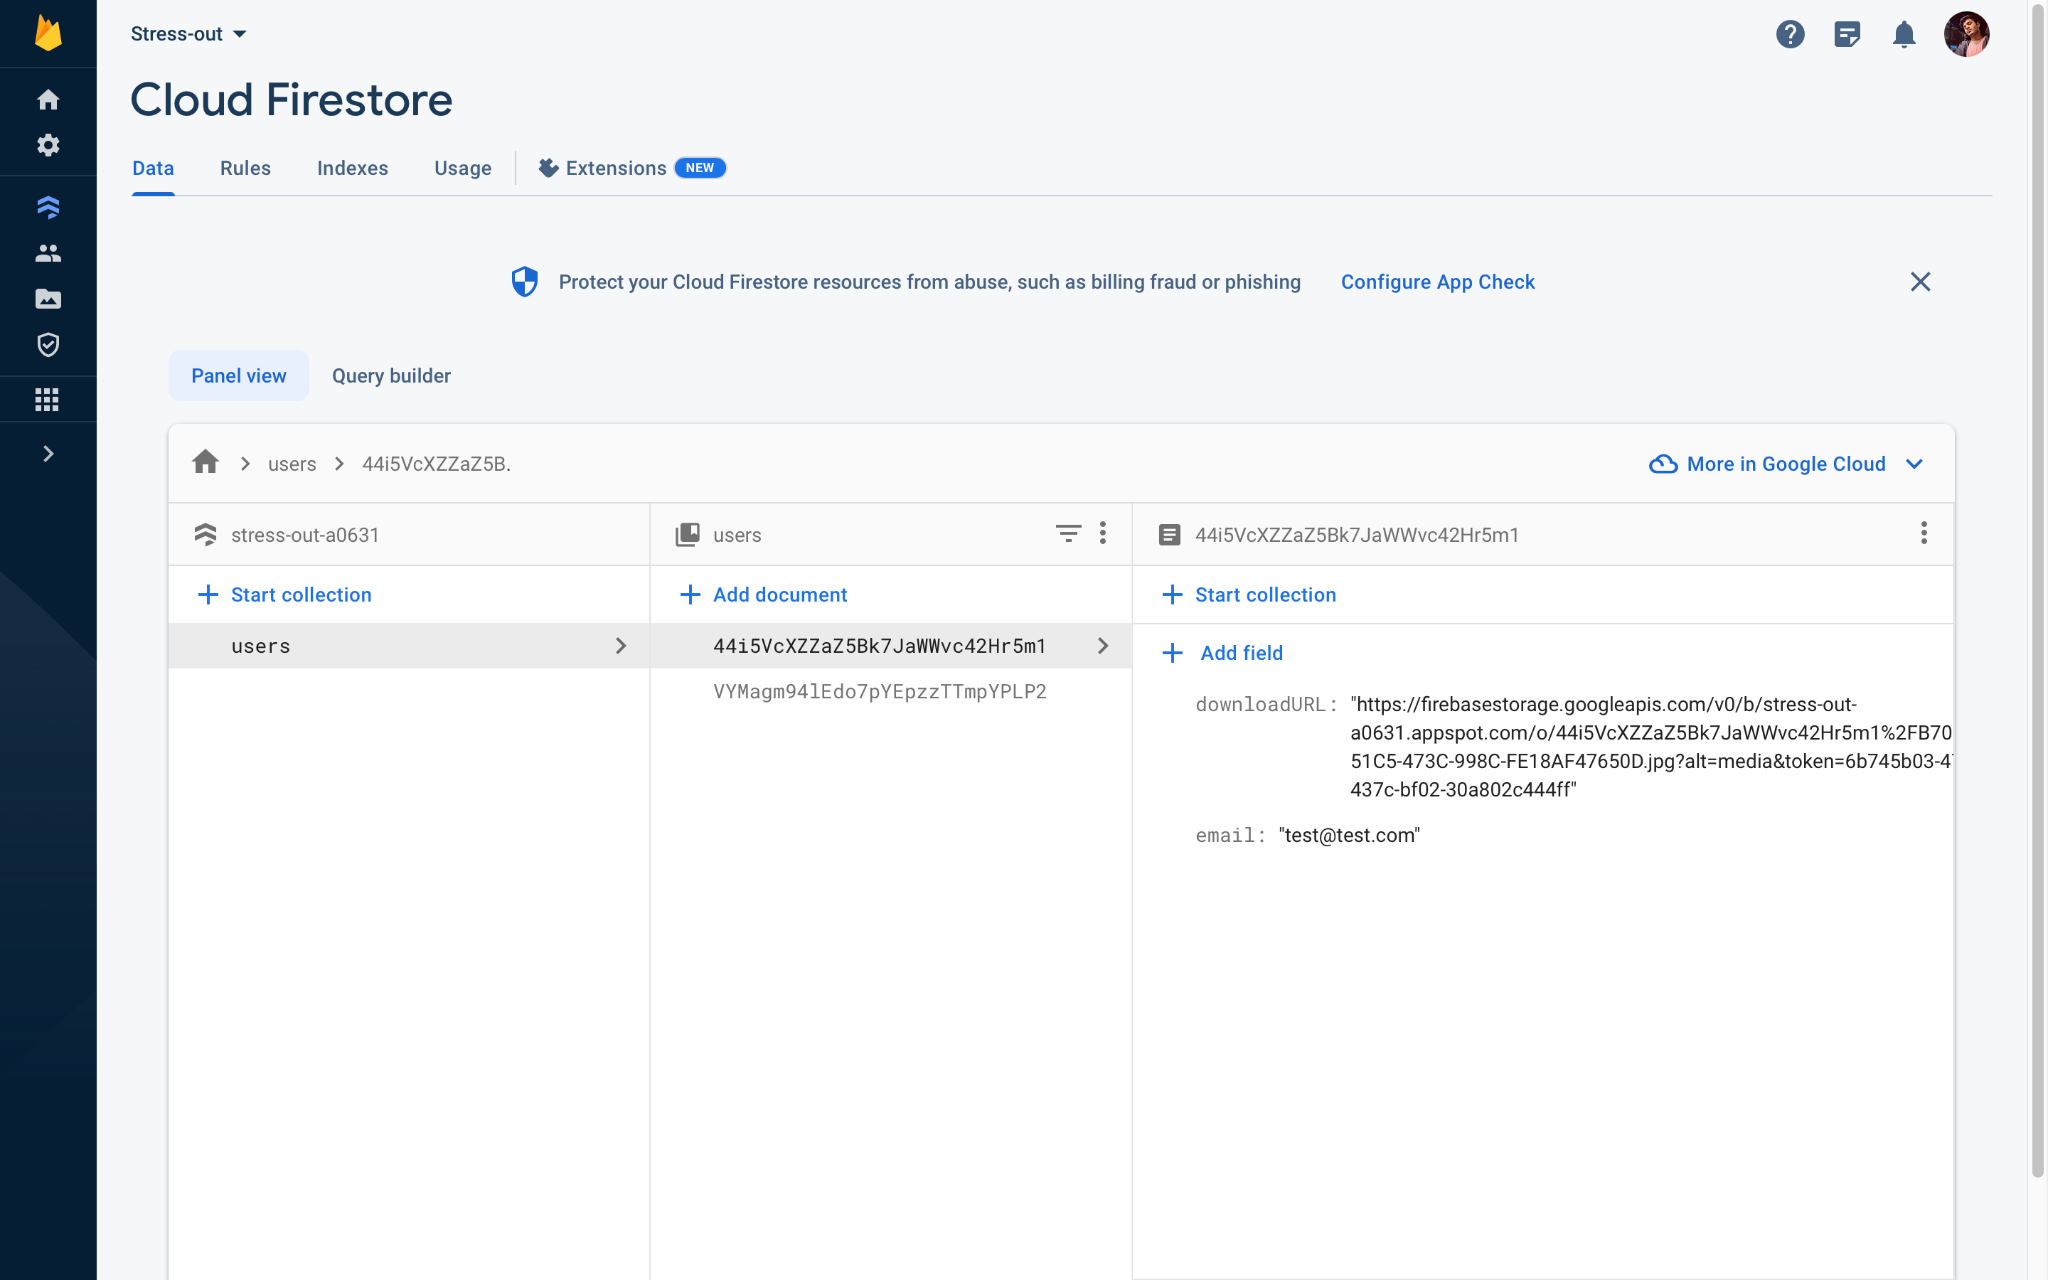 Stress-out
Cloud Firestore
Data Rules Indexes Usage Extensions NEW
Protect your Cloud Firestore resources from abuse, such as billing fraud or phishing Configure App Check
Panel view Query builder
users 44i5VcXZZaZ5B. More in Google Cloud
stress-out-a0631 users 44i5VcXZZaZ5Bk7JaWWvc42Hr5m1
Start collection Add document Start collection
users 44i5VcXZZaZ5Bk7JaWWvc42Hr5m1
Add field
VYMagm94lEdo7pYEpzzTTmpYPLP2
downloadURL: "https://firebasestorage.googleapis.com/v0/b/stress-out-
a0631.appspot.com/o/44i5VcXZZaZ5Bk7JaWWvc42Hr5m1%2FB70
51C5-473C-998C-FE18AF47650D.jpg?alt=media&token=6b745b03-4
437c-bf02-30a802c444ff"
email: "test@test.com"